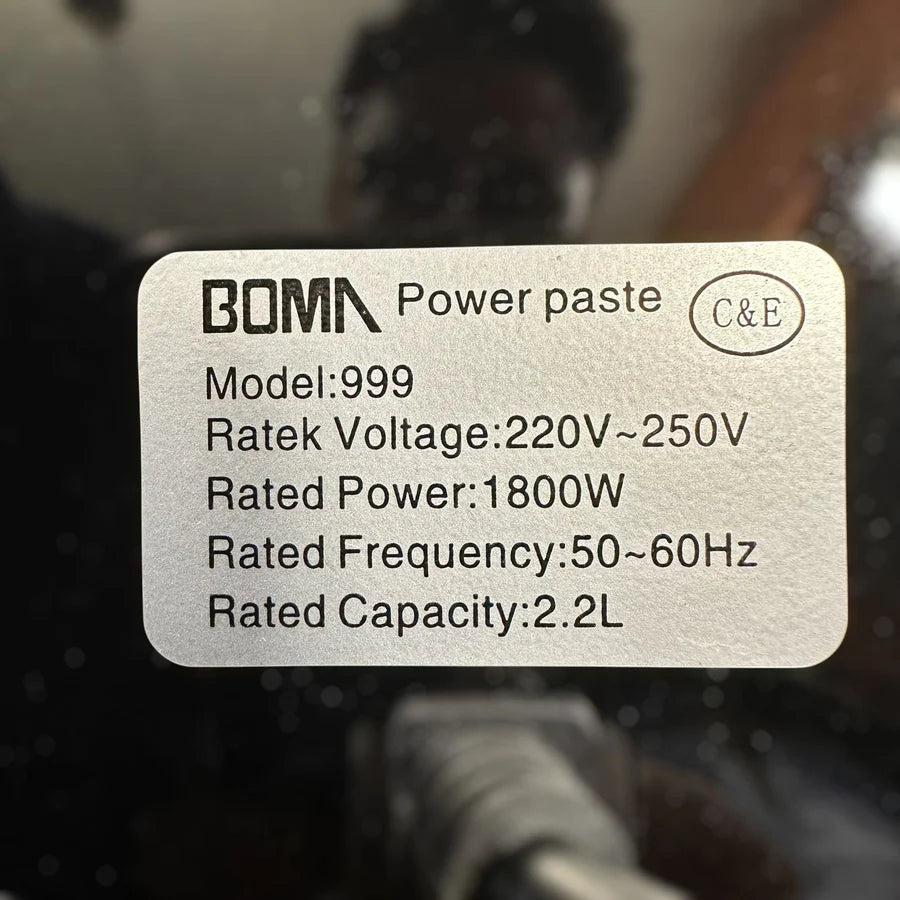 BOMA Power paste C&E
Model:999
Ratek Voltage:220V~250V
Rated Power:1800W
Rated Frequency:50~60Hz
Rated Capacity:2.2L